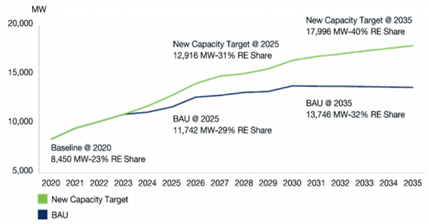 MW
20,000
15,000
10,000
5,000
New Capacity Target @ 2035
17,996 MW-40% RE Share
New Capacity Target @ 2025
12,916 MW-31% RE Share
Baseline @ 2020
8,450 MW-23% RE Share
BAU @ 2025
11,742 MW-29% RE Share
BAU @ 2035
13,746 MW-32% RE Share
2020 2021 2022 2023 2024 2025 2026 2027 2028 2029 2030 2031 2032 2033 2034 2035
New Capacity Target
BAU